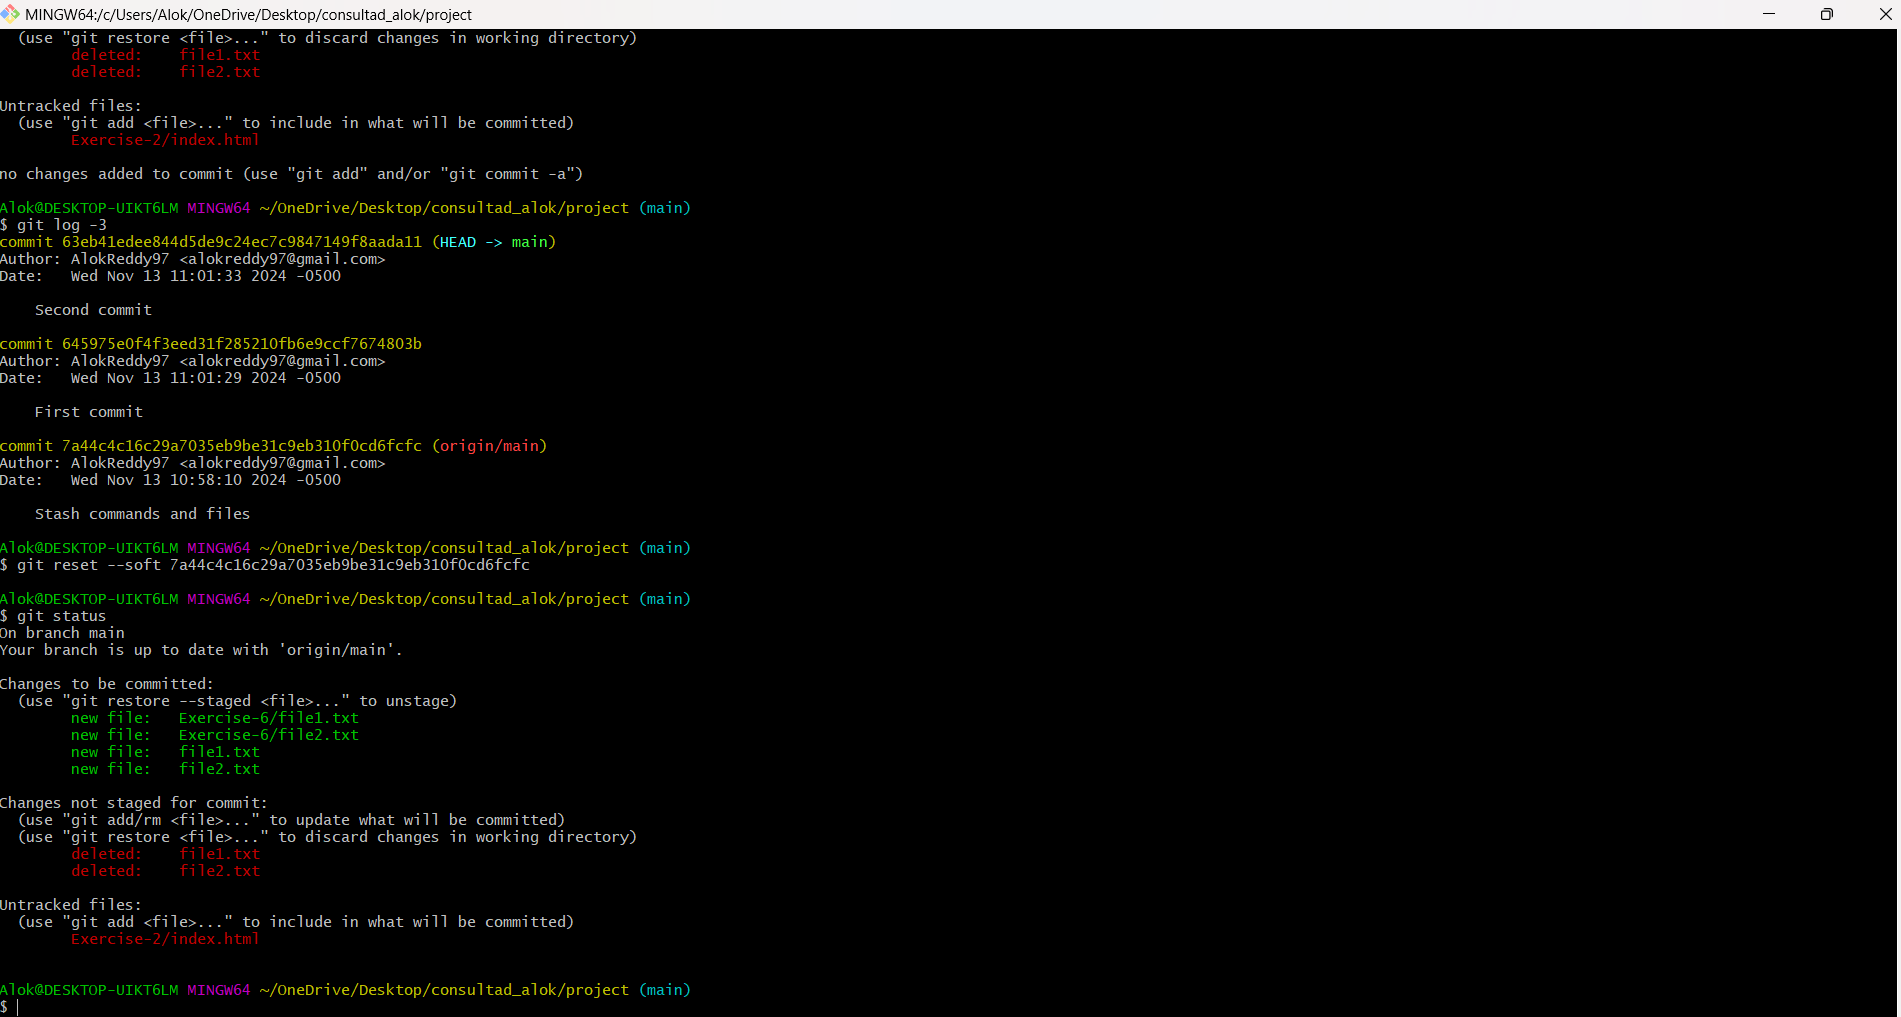 MINGW64:/c/Users/Alok/OneDrive/Desktop/consultad_alok/project
  (use "git restore <file>..." to discard changes in working directory)
        deleted:    file1.txt
        deleted:    file2.txt

Untracked files:
  (use "git add <file>..." to include in what will be committed)
        Exercise-2/index.html

no changes added to commit (use "git add" and/or "git commit -a")

Alok@DESKTOP-UIKT6LM MINGW64 ~/OneDrive/Desktop/consultad_alok/project (main)
$ git log -3
commit 63eb41edee844d5de9c24ec7c9847149f8aada11 (HEAD -> main)
Author: AlokReddy97 <alokreddy97@gmail.com>
Date:   Wed Nov 13 11:01:33 2024 -0500

    Second commit

commit 645975e0f4f3eed31f285210fb6e9ccf7674803b
Author: AlokReddy97 <alokreddy97@gmail.com>
Date:   Wed Nov 13 11:01:29 2024 -0500

    First commit

commit 7a44c4c16c29a7035eb9be31c9eb310f0cd6fcfc (origin/main)
Author: AlokReddy97 <alokreddy97@gmail.com>
Date:   Wed Nov 13 10:58:10 2024 -0500

    Stash commands and files

Alok@DESKTOP-UIKT6LM MINGW64 ~/OneDrive/Desktop/consultad_alok/project (main)
$ git reset --soft 7a44c4c16c29a7035eb9be31c9eb310f0cd6fcfc

Alok@DESKTOP-UIKT6LM MINGW64 ~/OneDrive/Desktop/consultad_alok/project (main)
$ git status
On branch main
Your branch is up to date with 'origin/main'.

Changes to be committed:
  (use "git restore --staged <file>..." to unstage)
        new file:   Exercise-6/file1.txt
        new file:   Exercise-6/file2.txt
        new file:   file1.txt
        new file:   file2.txt

Changes not staged for commit:
  (use "git add/rm <file>..." to update what will be committed)
  (use "git restore <file>..." to discard changes in working directory)
        deleted:    file1.txt
        deleted:    file2.txt

Untracked files:
  (use "git add <file>..." to include in what will be committed)
        Exercise-2/index.html

Alok@DESKTOP-UIKT6LM MINGW64 ~/OneDrive/Desktop/consultad_alok/project (main)
$